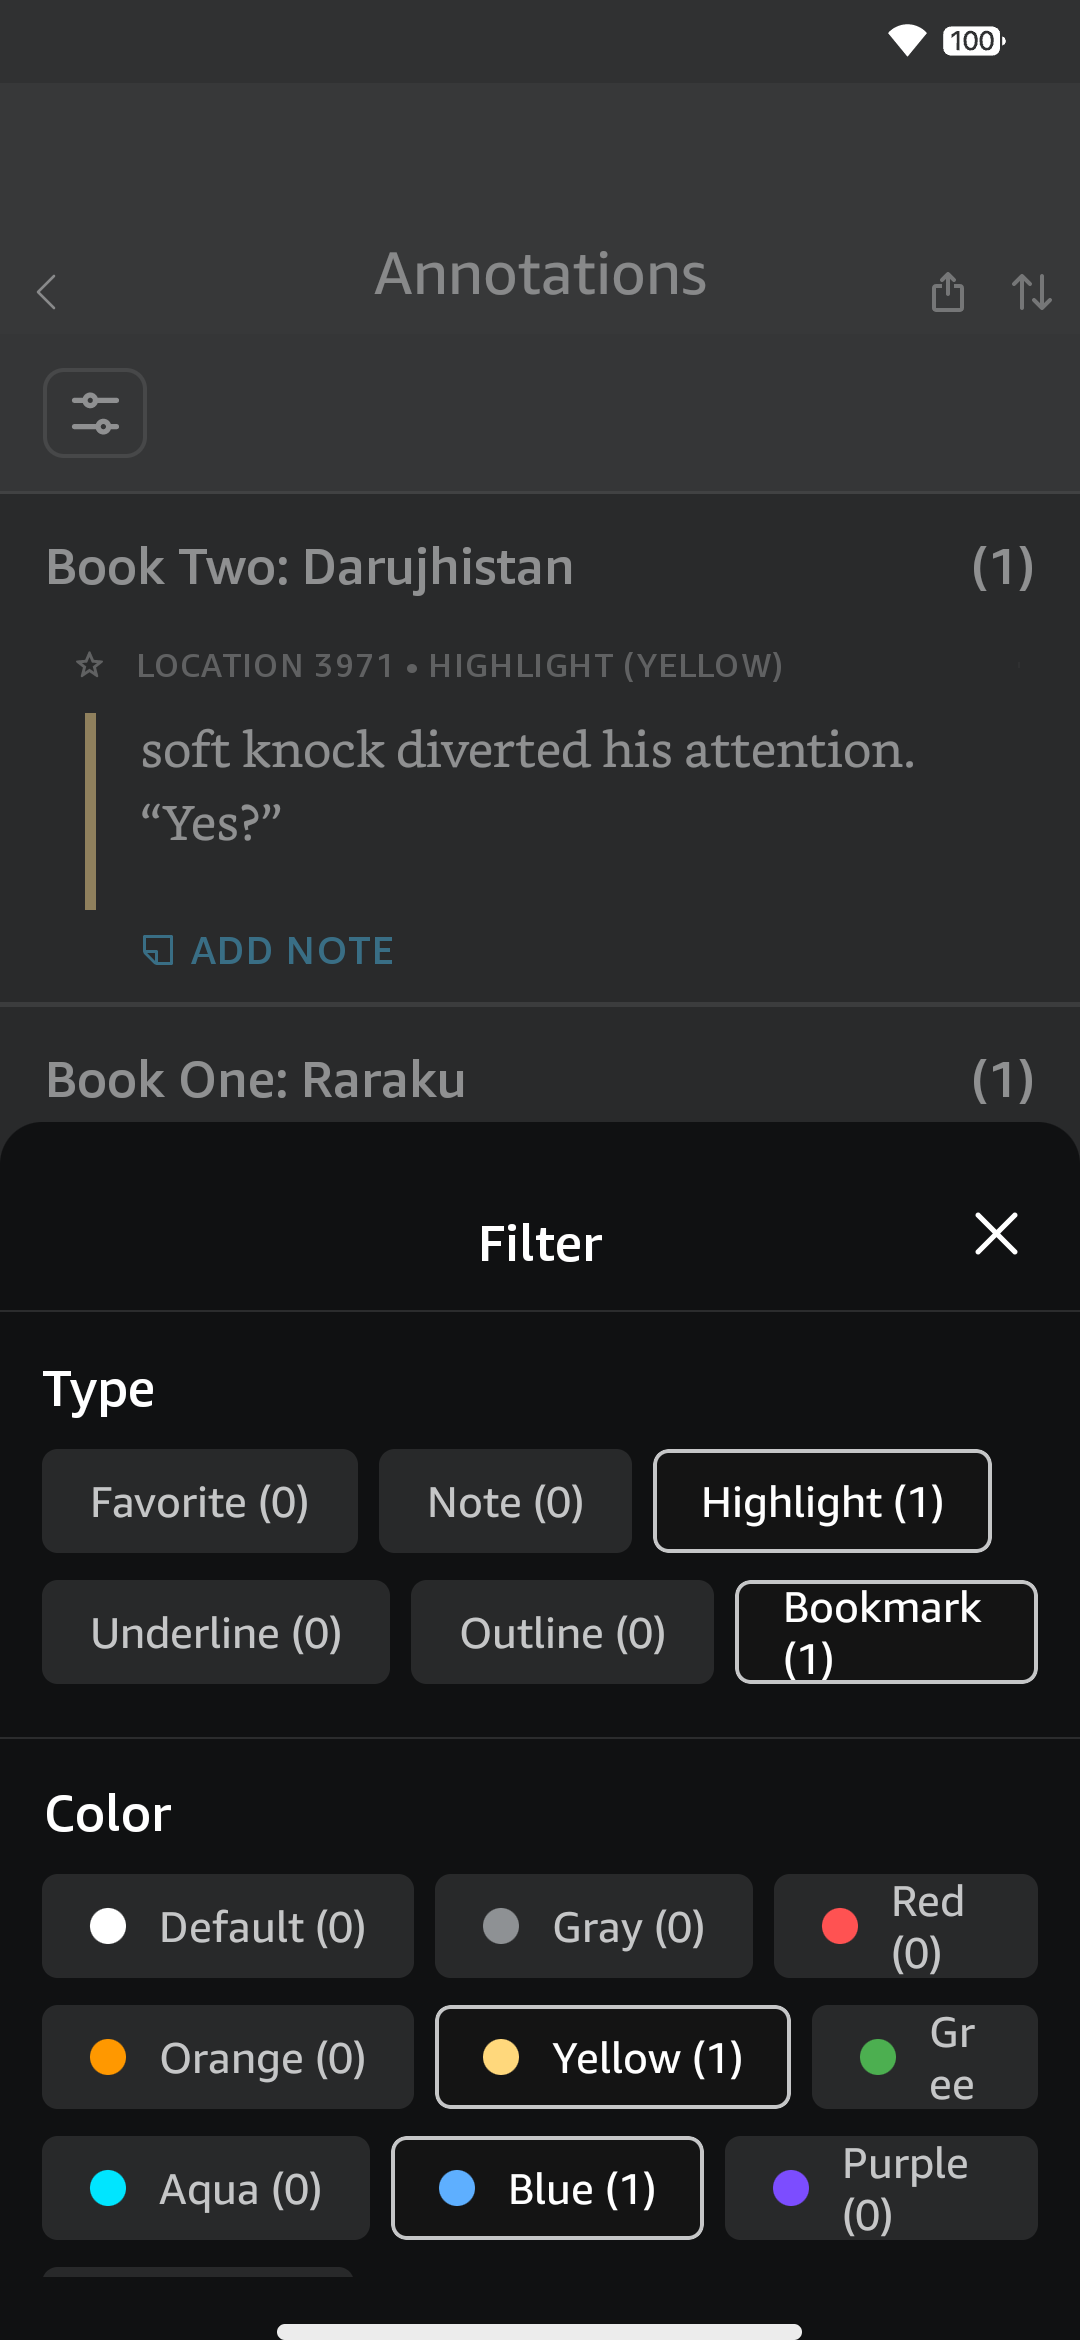 100
Annotations
Book Two: Darujhistan (1)
LOCATION 3971 • HIGHLIGHT (YELLOW)
soft knock diverted his attention.
“Yes?”
ADD NOTE
Book One: Raraku (1)
Filter
Type
Favorite (0) Note (0) Highlight (1)
Underline (0) Outline (0) Bookmark
(1)
Color
Default (0) Gray (0) Red
(0)
Orange (0) Yellow (1) Gr
ee
Aqua (0) Blue (1) Purple
(0)